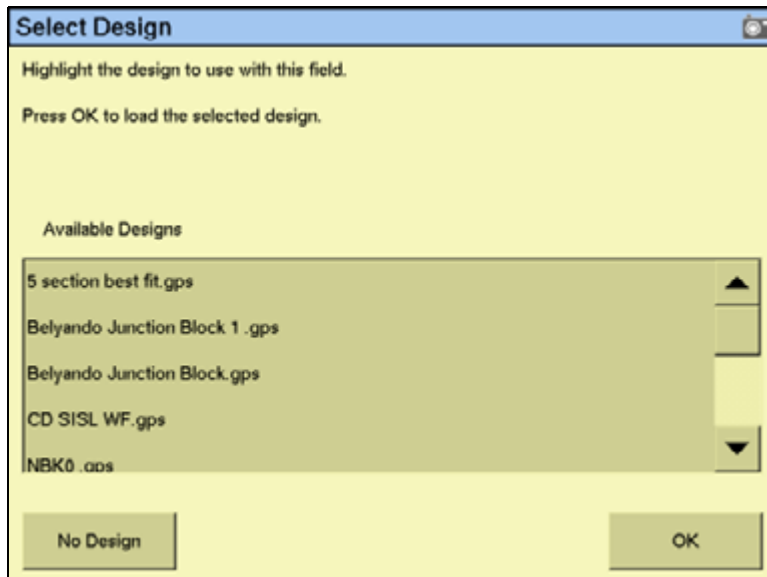 Select Design
Highlight the design to use with this field.
Press OK to load the selected design.
Available Designs
5 section best fit.gps
Belyando Junction Block 1 .gps
Belyando Junction Block.gps
CD SISL WF.gps
NBK0 .gps
No Design
OK